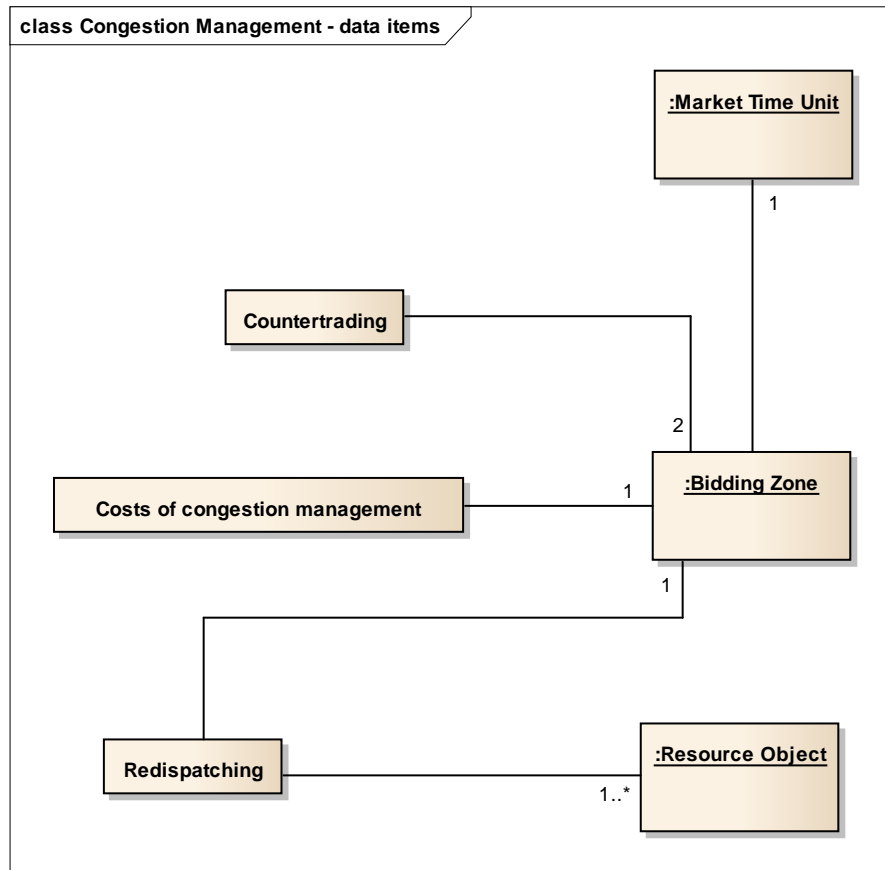 class Congestion Management - data items
:Market Time Unit
1
Countertrading
2
:Bidding Zone
Costs of congestion management
1
1
Redispatching
:Resource Object
1..*